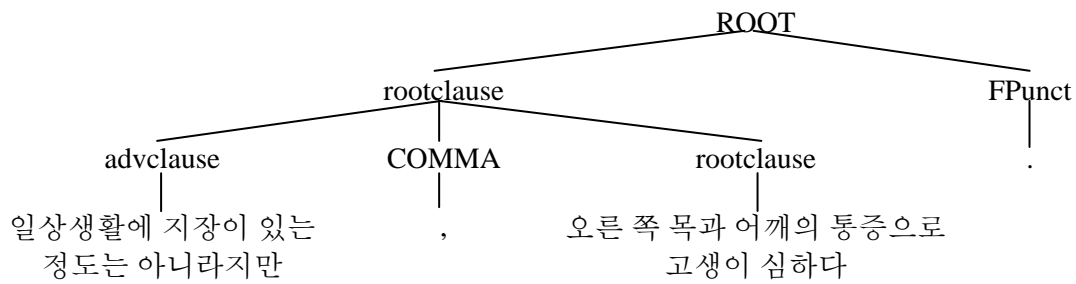 ROOT
rootclause FPunct
advclause COMMA rootclause .
일상생활에 지장이 있는 , 오른 쪽 목과 어깨의 통증으로
정도는 아니라지만 고생이 심하다